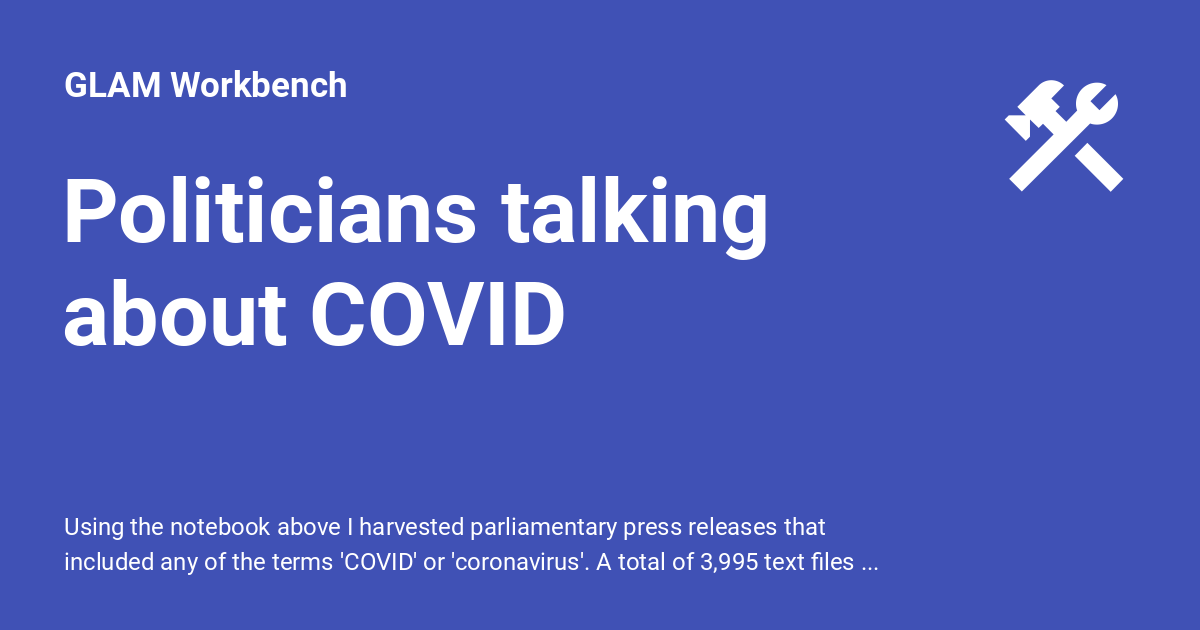 GLAM Workbench
Politicians talking
about COVID
Using the notebook above I harvested parliamentary press releases that
included any of the terms 'COVID' or 'coronavirus'. A total of 3,995 text files ...